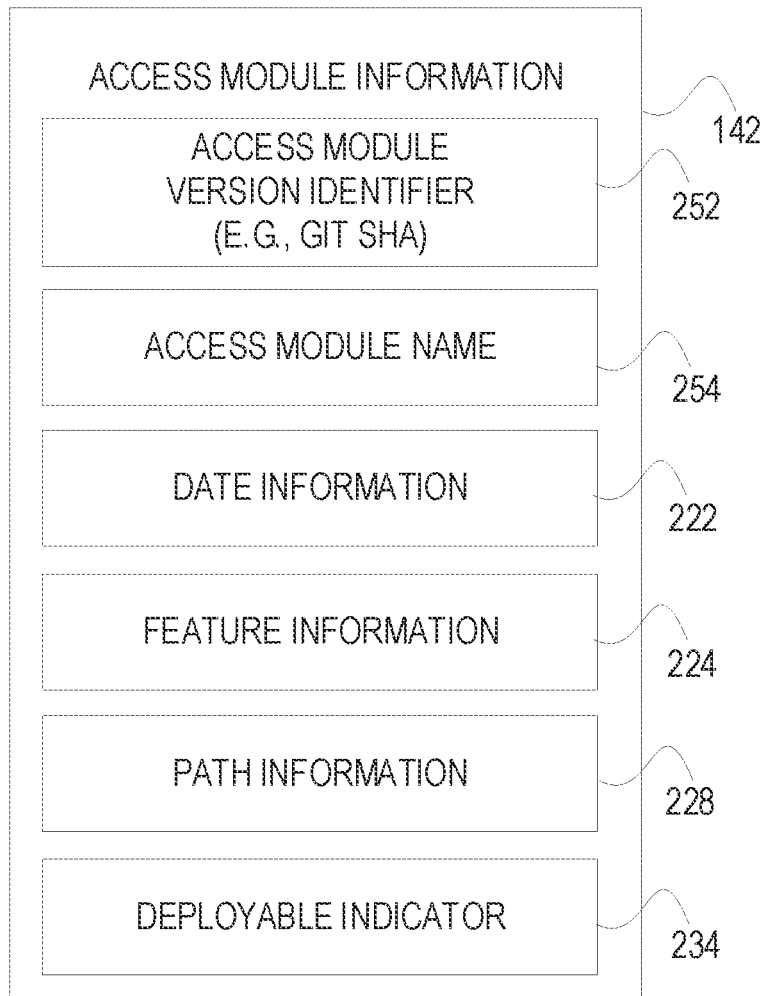 ACCESS MODULE INFORMATION
142
ACCESS MODULE
VERSION IDENTIFIER
(E.G., GIT SHA)
252
ACCESS MODULE NAME
254
DATE INFORMATION
222
FEATURE INFORMATION
224
PATH INFORMATION
228
DEPLOYABLE INDICATOR
234